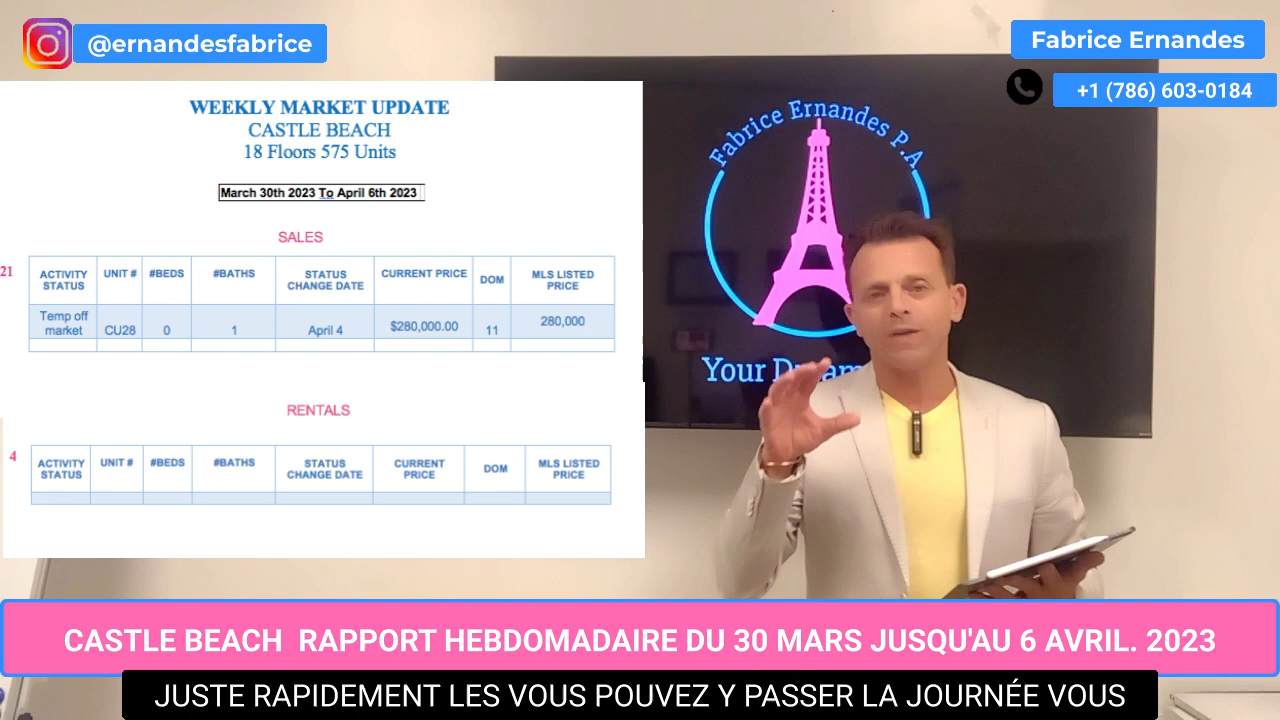 @ernandesfabrice
Fabrice Ernandes
+1 (786) 603-0184
WEEKLY MARKET UPDATE
CASTLE BEACH
18 Floors 575 Units
March 30th 2023 To April 6th 2023
SALES
21
ACTIVITY STATUS UNIT # #BEDS #BATHS STATUS CHANGE DATE CURRENT PRICE DOM MLS LISTED PRICE
Temp off market CU28 0 1 April 4 $280,000.00 11 280,000
RENTALS
4
ACTIVITY STATUS UNIT # #BEDS #BATHS STATUS CHANGE DATE CURRENT PRICE DOM MLS LISTED PRICE
Fabrice Ernandes P.A
Your
CASTLE BEACH RAPPORT HEBDOMADAIRE DU 30 MARS JUSQU'AU 6 AVRIL. 2023
JUSTE RAPIDEMENT LES VOUS POUVEZ Y PASSER LA JOURNÉE VOUS